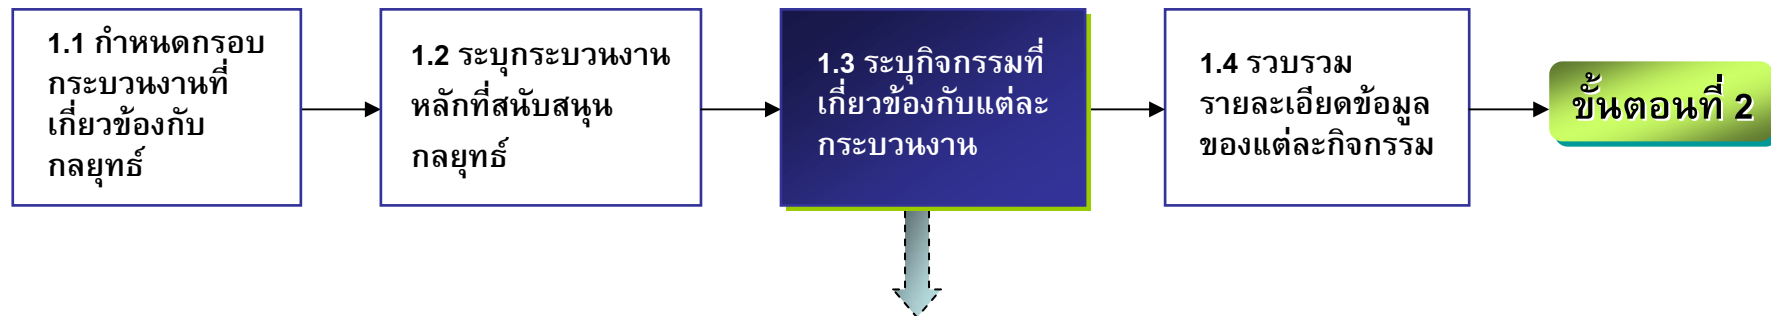 1.1 กำหนดกรอบ
กระบวนงานที่
เกี่ยวข้องกับ
กลยุทธ์
1.2 ระบุกระบวนงาน
หลักที่สนับสนุน
กลยุทธ์
1.3 ระบุกิจกรรมที่
เกี่ยวข้องกับแต่ละ
กระบวนงาน
1.4 รวบรวม
รายละเอียดข้อมูล
ของแต่ละกิจกรรม
ขั้นตอนที่ 2